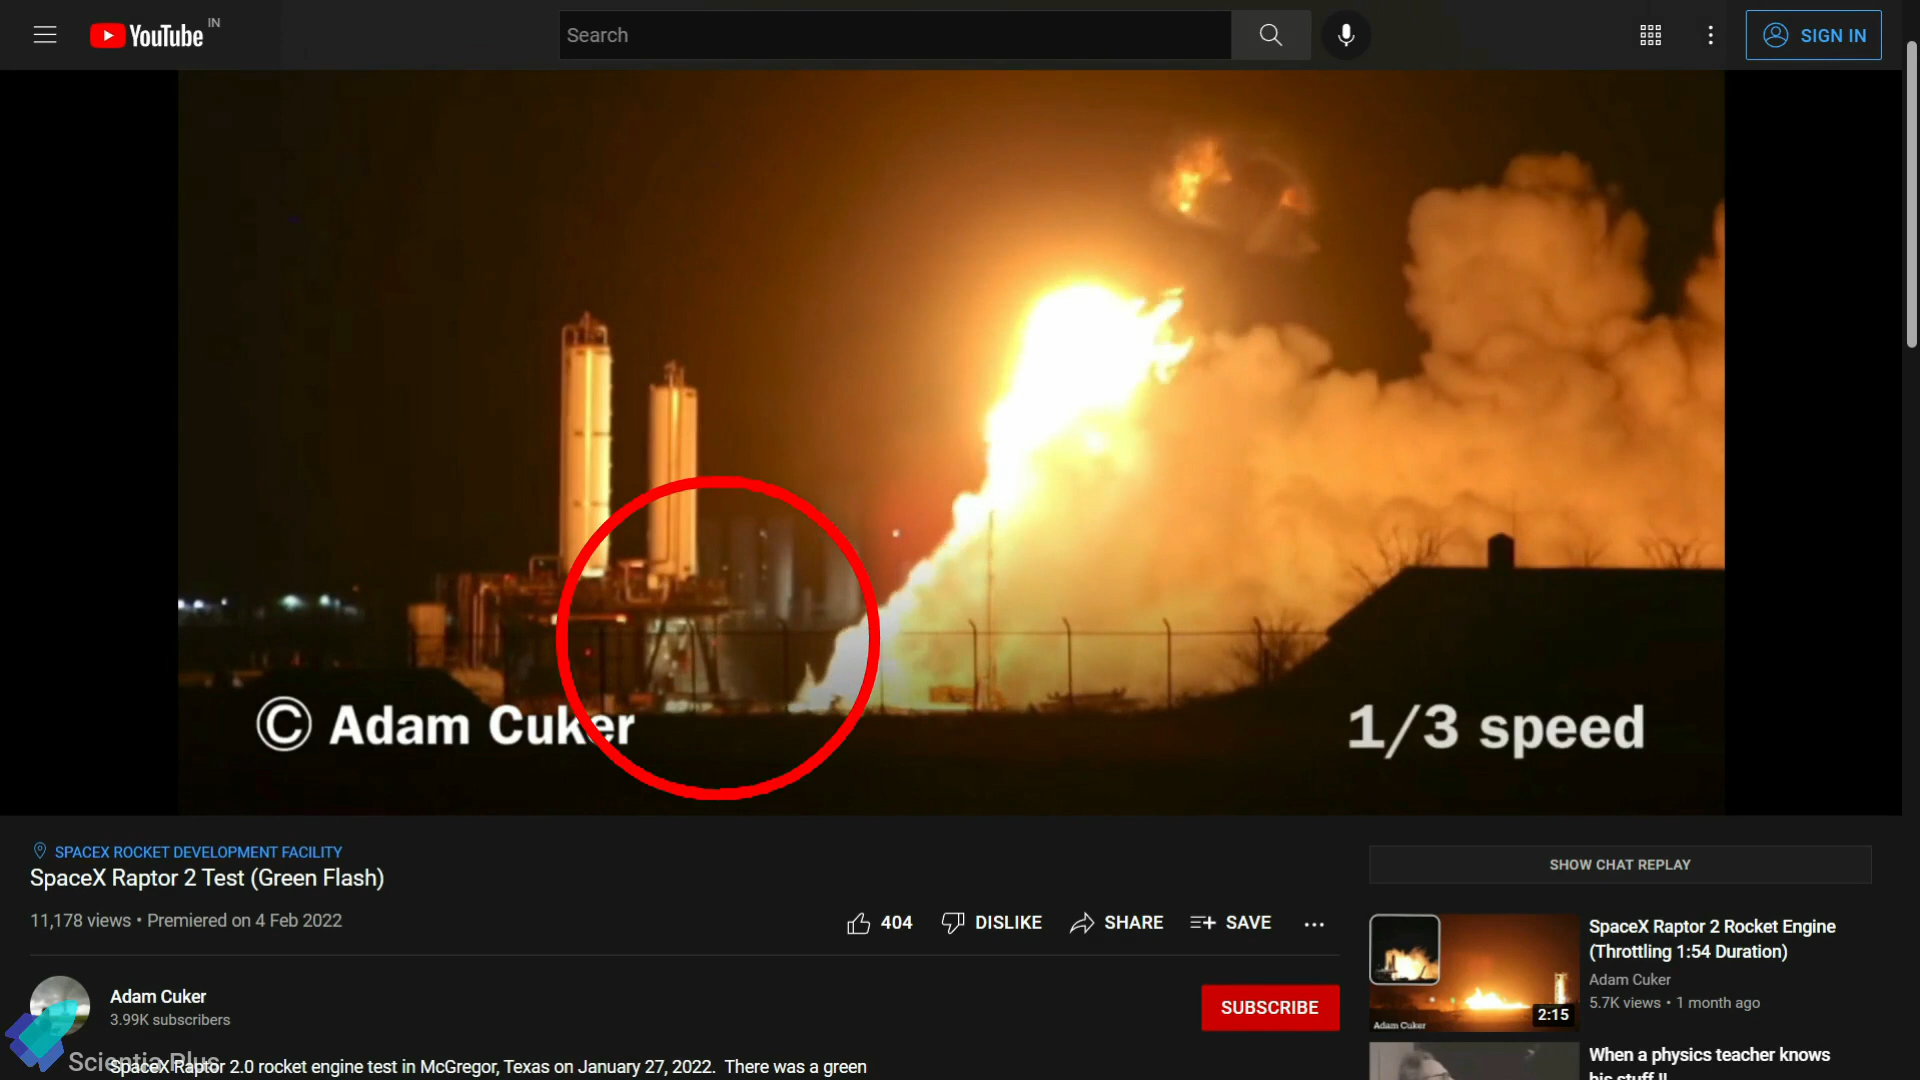 YouTube IN
Search
SIGN IN
© Adam Cuker
1/3 speed
SPACEX ROCKET DEVELOPMENT FACILITY
SpaceX Raptor 2 Test (Green Flash)
11,178 views • Premiered on 4 Feb 2022
404 DISLIKE SHARE SAVE
Adam Cuker
3.99K subscribers
SUBSCRIBE
SpaceX Raptor 2.0 rocket engine test in McGregor, Texas on January 27, 2022. There was a green
Scientia Plus
SHOW CHAT REPLAY
Adam Cuker
2:15
SpaceX Raptor 2 Rocket Engine
(Throttling 1:54 Duration)
Adam Cuker
5.7K views • 1 month ago
When a physics teacher knows
his stuff !!